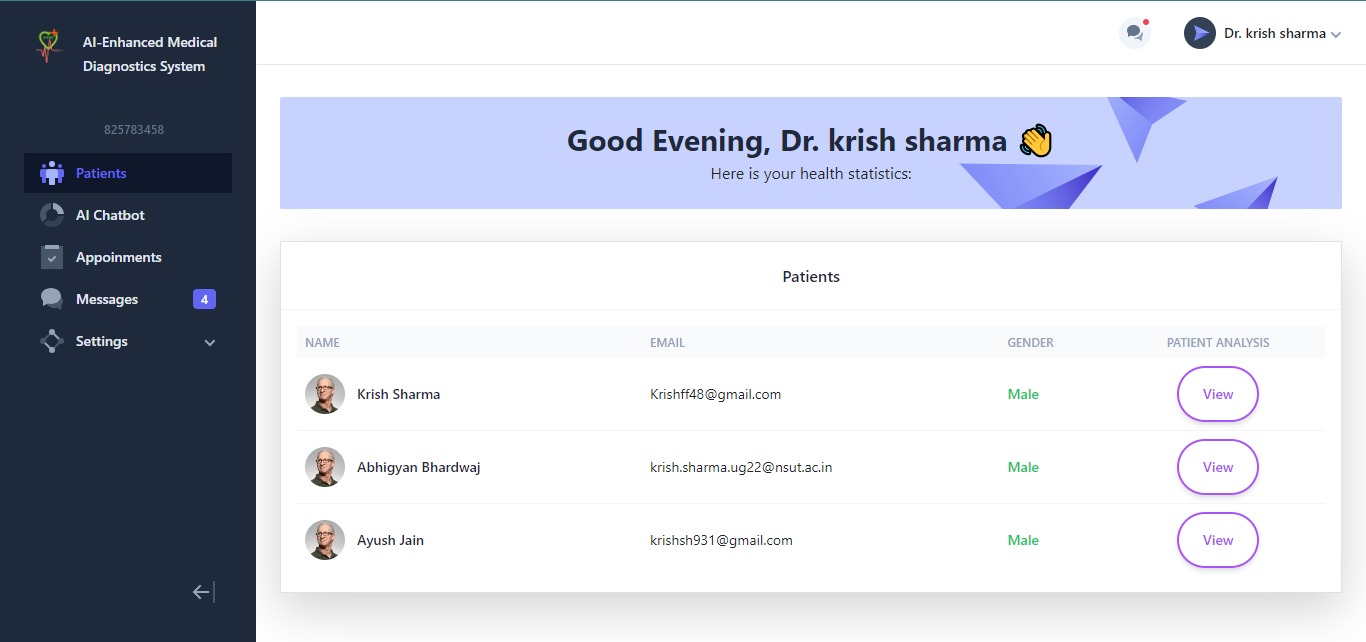 AI-Enhanced Medical
Diagnostics System
825783458
Patients
AI Chatbot
Appoinments
Messages 4
Settings
Dr. krish sharma
Good Evening, Dr. krish sharma 👋
Here is your health statistics:
Patients
NAME EMAIL GENDER PATIENT ANALYSIS
Krish Sharma Krishff48@gmail.com Male View
Abhigyan Bhardwaj krish.sharma.ug22@nsut.ac.in Male View
Ayush Jain krishsh931@gmail.com Male View